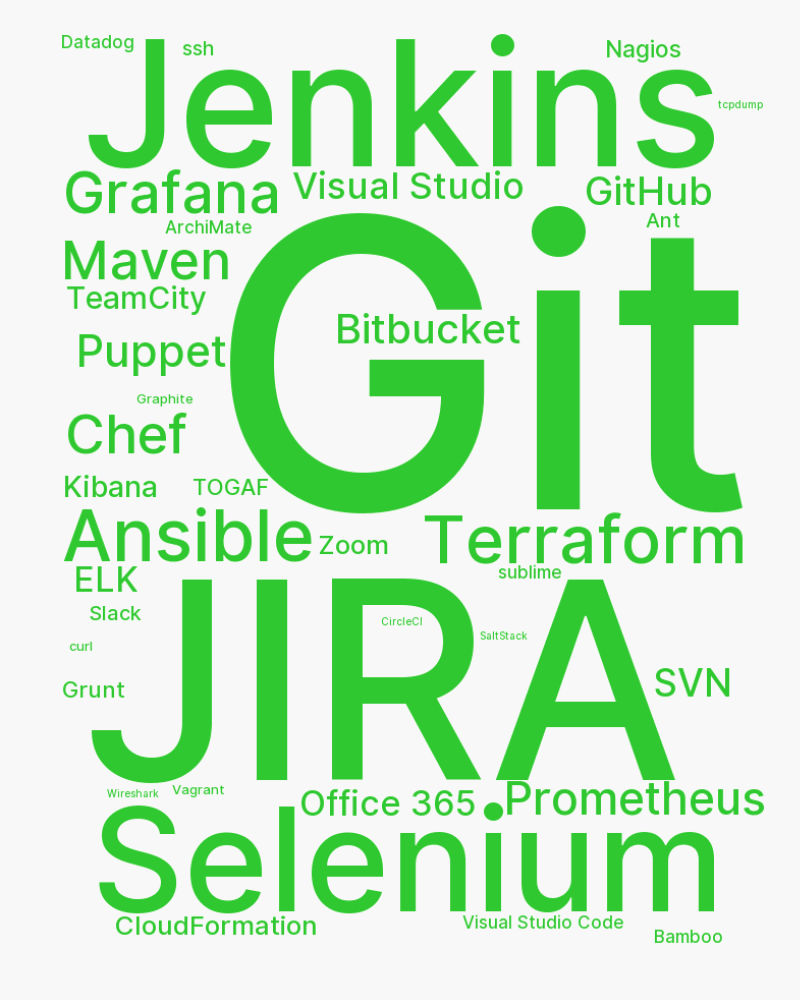 Datadog
ssh
Nagios
Jenkins
tcpdump
Grafana
Visual Studio
GitHub
Ant
ArchiMate
Maven
TeamCity
Git
Bitbucket
Puppet
Graphite
Chef
Kibana
TOGAF
Ansible
Zoom
Terraform
sublime
ELK
Slack
CircleCI
SaltStack
JIRA
curl
Grunt
SVN
Wireshark
Vagrant
Office 365
Prometheus
Selenium
CloudFormation
Visual Studio Code
Bamboo